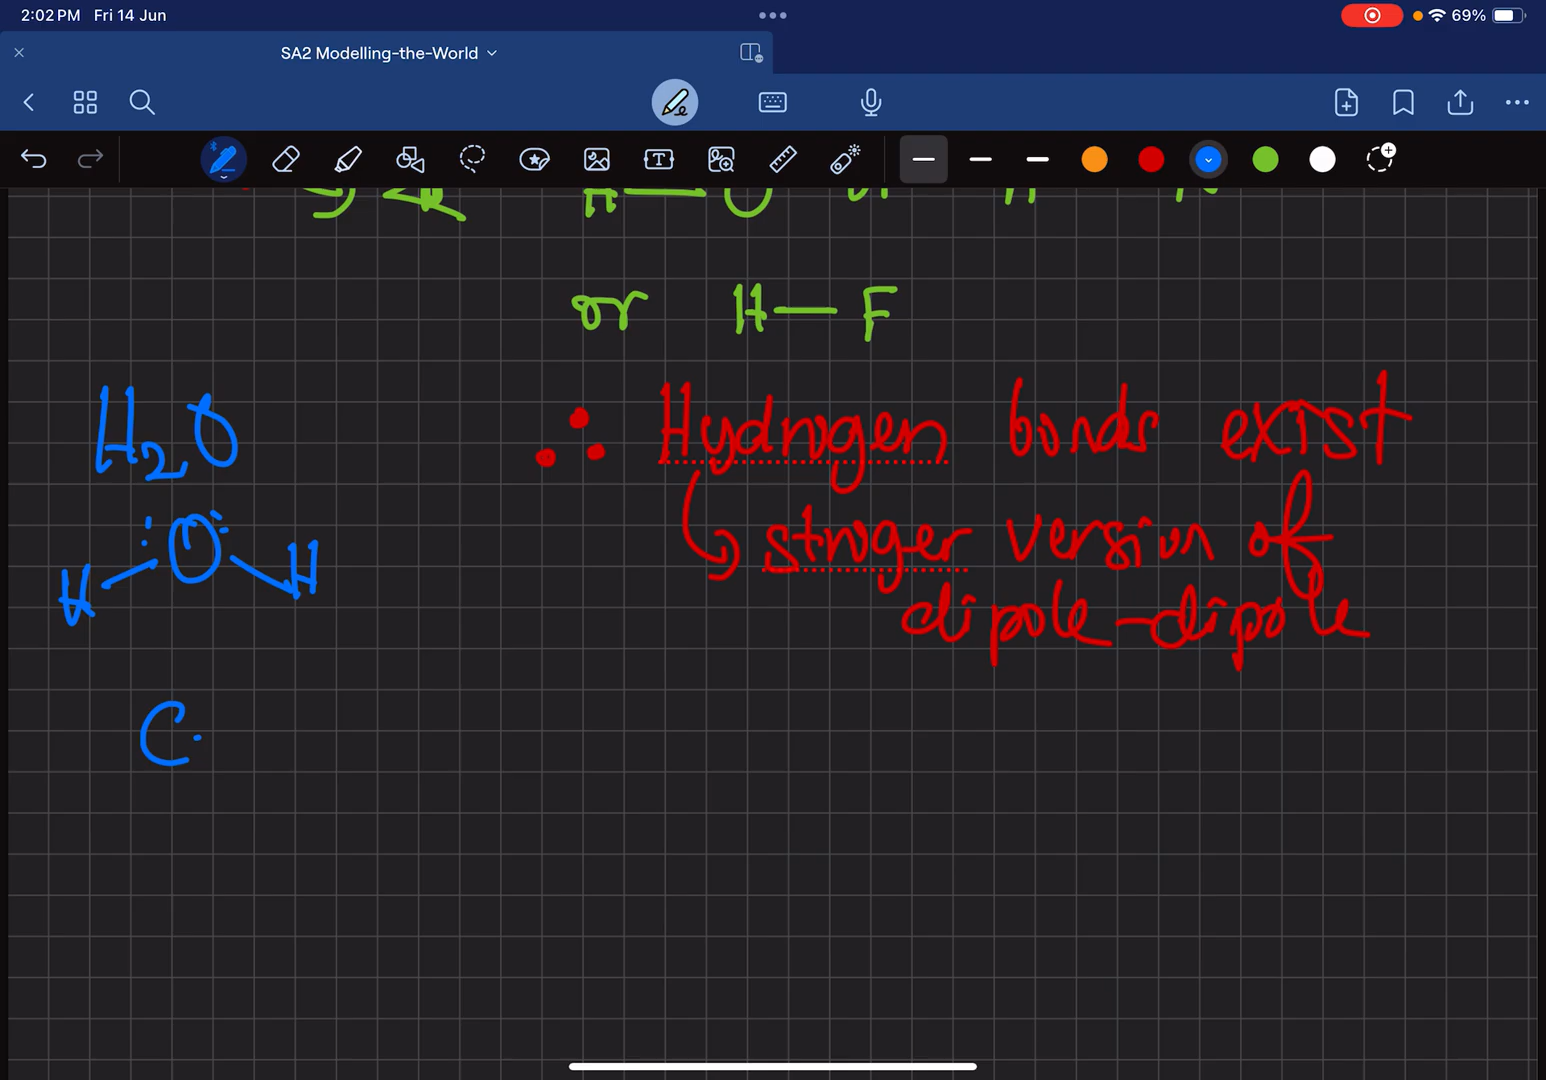 2:02 PM Fri 14 Jun
69%
SA2 Modelling-the-World
or H—F
H₂O
∴ Hydrogen bonds exist
stroger version of
dipole-dipole
H—O—H
C